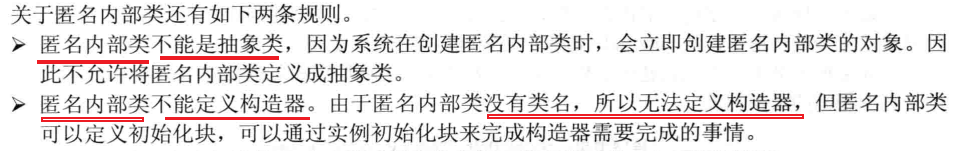 关于匿名内部类还有如下两条规则。
➢ 匿名内部类不能是抽象类，因为系统在创建匿名内部类时，会立即创建匿名内部类的对象。因
此不允许将匿名内部类定义成抽象类。
➢ 匿名内部类不能定义构造器。由于匿名内部类没有类名，所以无法定义构造器，但匿名内部类
可以定义初始化块，可以通过实例初始化块来完成构造器需要完成的事情。